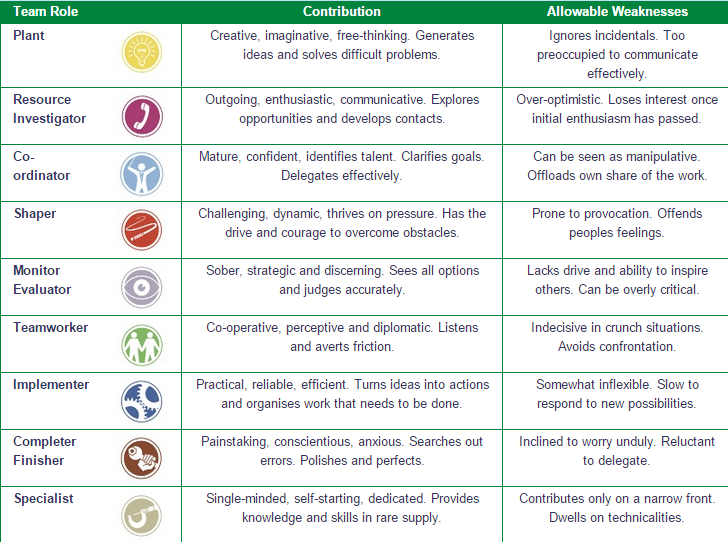 Team Role Contribution Allowable Weaknesses
Plant
Creative, imaginative, free-thinking. Generates
ideas and solves difficult problems.
Ignores incidentals. Too
preoccupied to communicate
effectively.
Resource
Investigator
Outgoing, enthusiastic, communicative. Explores
opportunities and develops contacts.
Over-optimistic. Loses interest once
initial enthusiasm has passed.
Co-
ordinator
Mature, confident, identifies talent. Clarifies goals.
Delegates effectively.
Can be seen as manipulative.
Offloads own share of the work.
Shaper
Challenging, dynamic, thrives on pressure. Has the
drive and courage to overcome obstacles.
Prone to provocation. Offends
peoples feelings.
Monitor
Evaluator
Sober, strategic and discerning. Sees all options
and judges accurately.
Lacks drive and ability to inspire
others. Can be overly critical.
Teamworker
Co-operative, perceptive and diplomatic. Listens
and averts friction.
Indecisive in crunch situations.
Avoids confrontation.
Implementer
Practical, reliable, efficient. Turns ideas into actions
and organises work that needs to be done.
Somewhat inflexible. Slow to
respond to new possibilities.
Completer
Finisher
Painstaking, conscientious, anxious. Searches out
errors. Polishes and perfects.
Inclined to worry unduly. Reluctant
to delegate.
Specialist
Single-minded, self-starting, dedicated. Provides
knowledge and skills in rare supply.
Contributes only on a narrow front.
Dwells on technicalities.